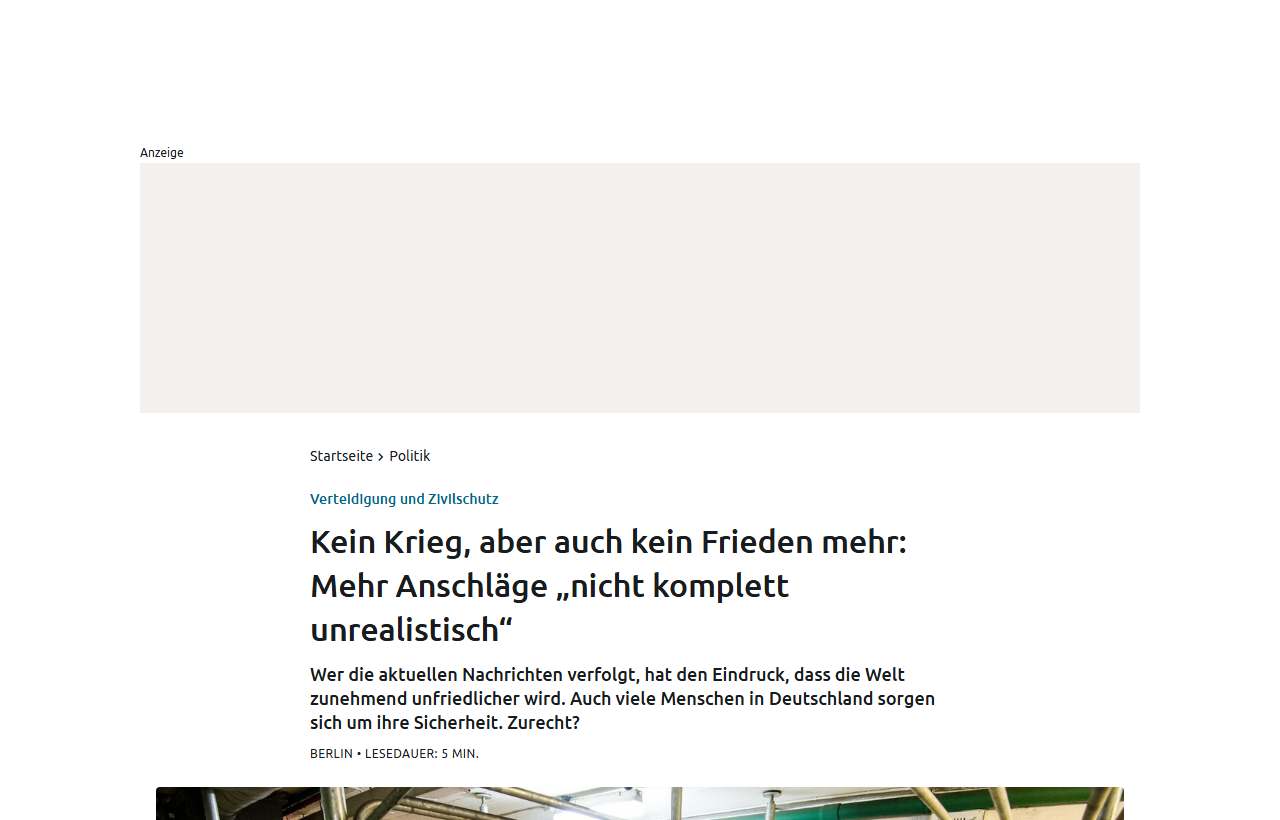 Anzeige
Startseite > Politik
Verteidigung und Zivilschutz
Kein Krieg, aber auch kein Frieden mehr:
Mehr Anschläge „nicht komplett
unrealistisch“
Wer die aktuellen Nachrichten verfolgt, hat den Eindruck, dass die Welt
zunehmend unfriedlicher wird. Auch viele Menschen in Deutschland sorgen
sich um ihre Sicherheit. Zurecht?
BERLIN • LESEDAUER: 5 MIN.